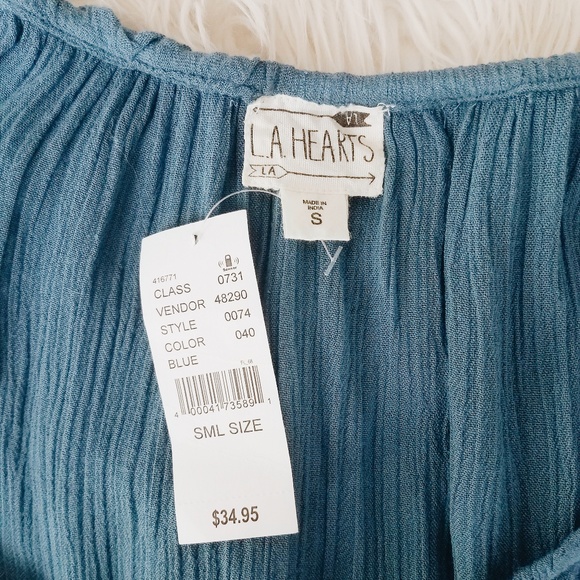 LA
L.A. HEARTS
LA
MADE IN
INDIA
S
416771
CLASS 0731
VENDOR 48290
STYLE 0074
COLOR 040
BLUE
4 00041 73589 1
SML SIZE
$34.95